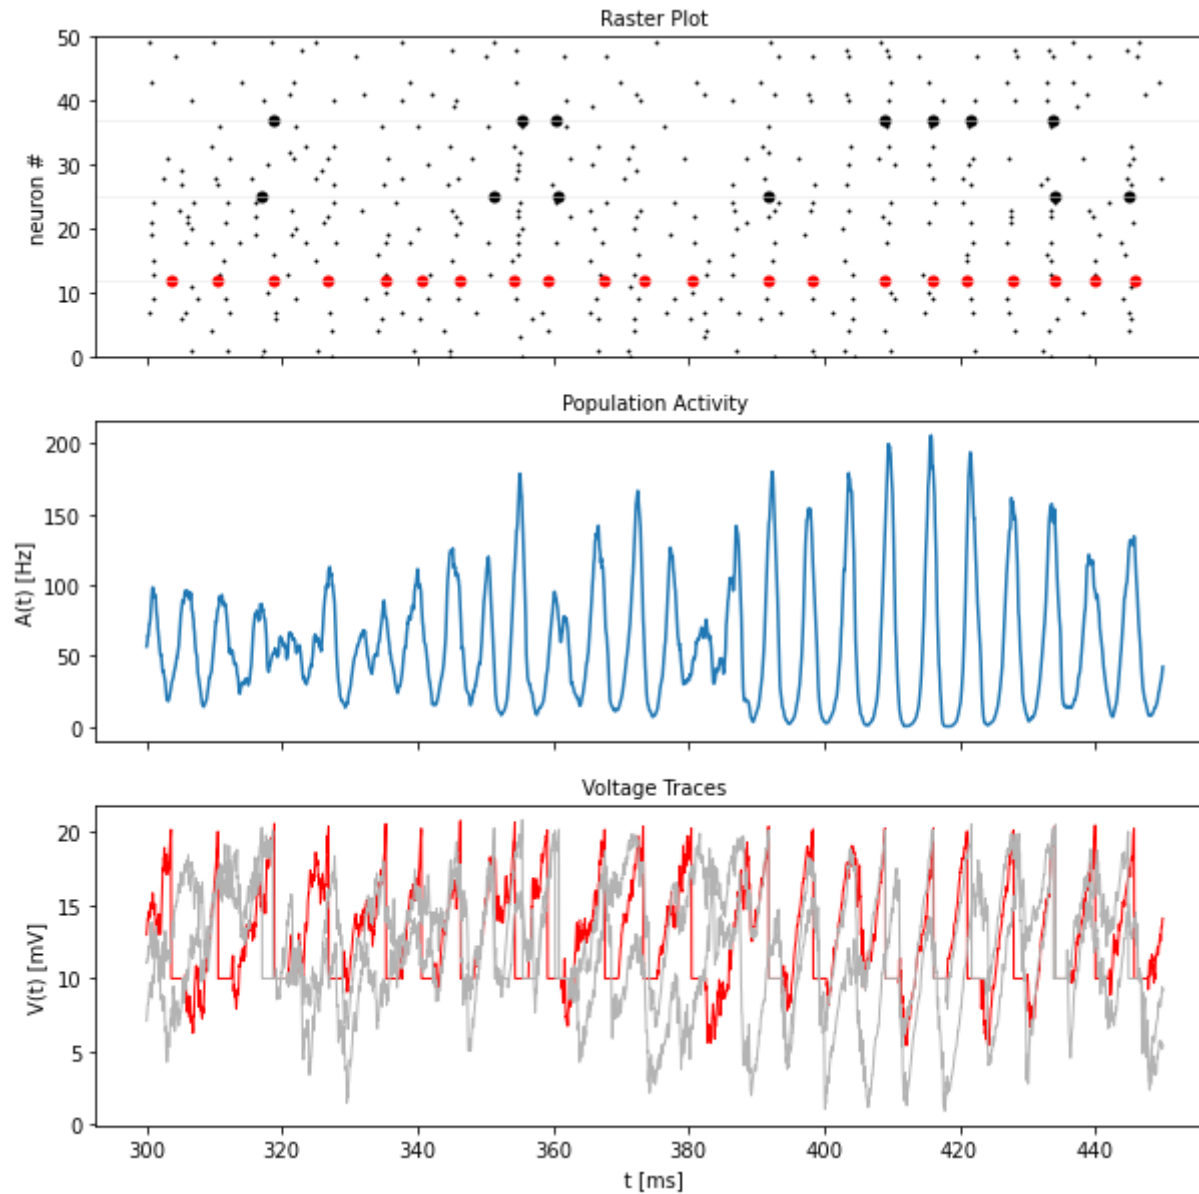 Raster Plot
50
40
30
20
10
0
neuron #
Population Activity
200
150
100
50
0
A(t) [Hz]
Voltage Traces
20
15
10
5
0
V(t) [mV]
300 320 340 360 380 400 420 440
t [ms]